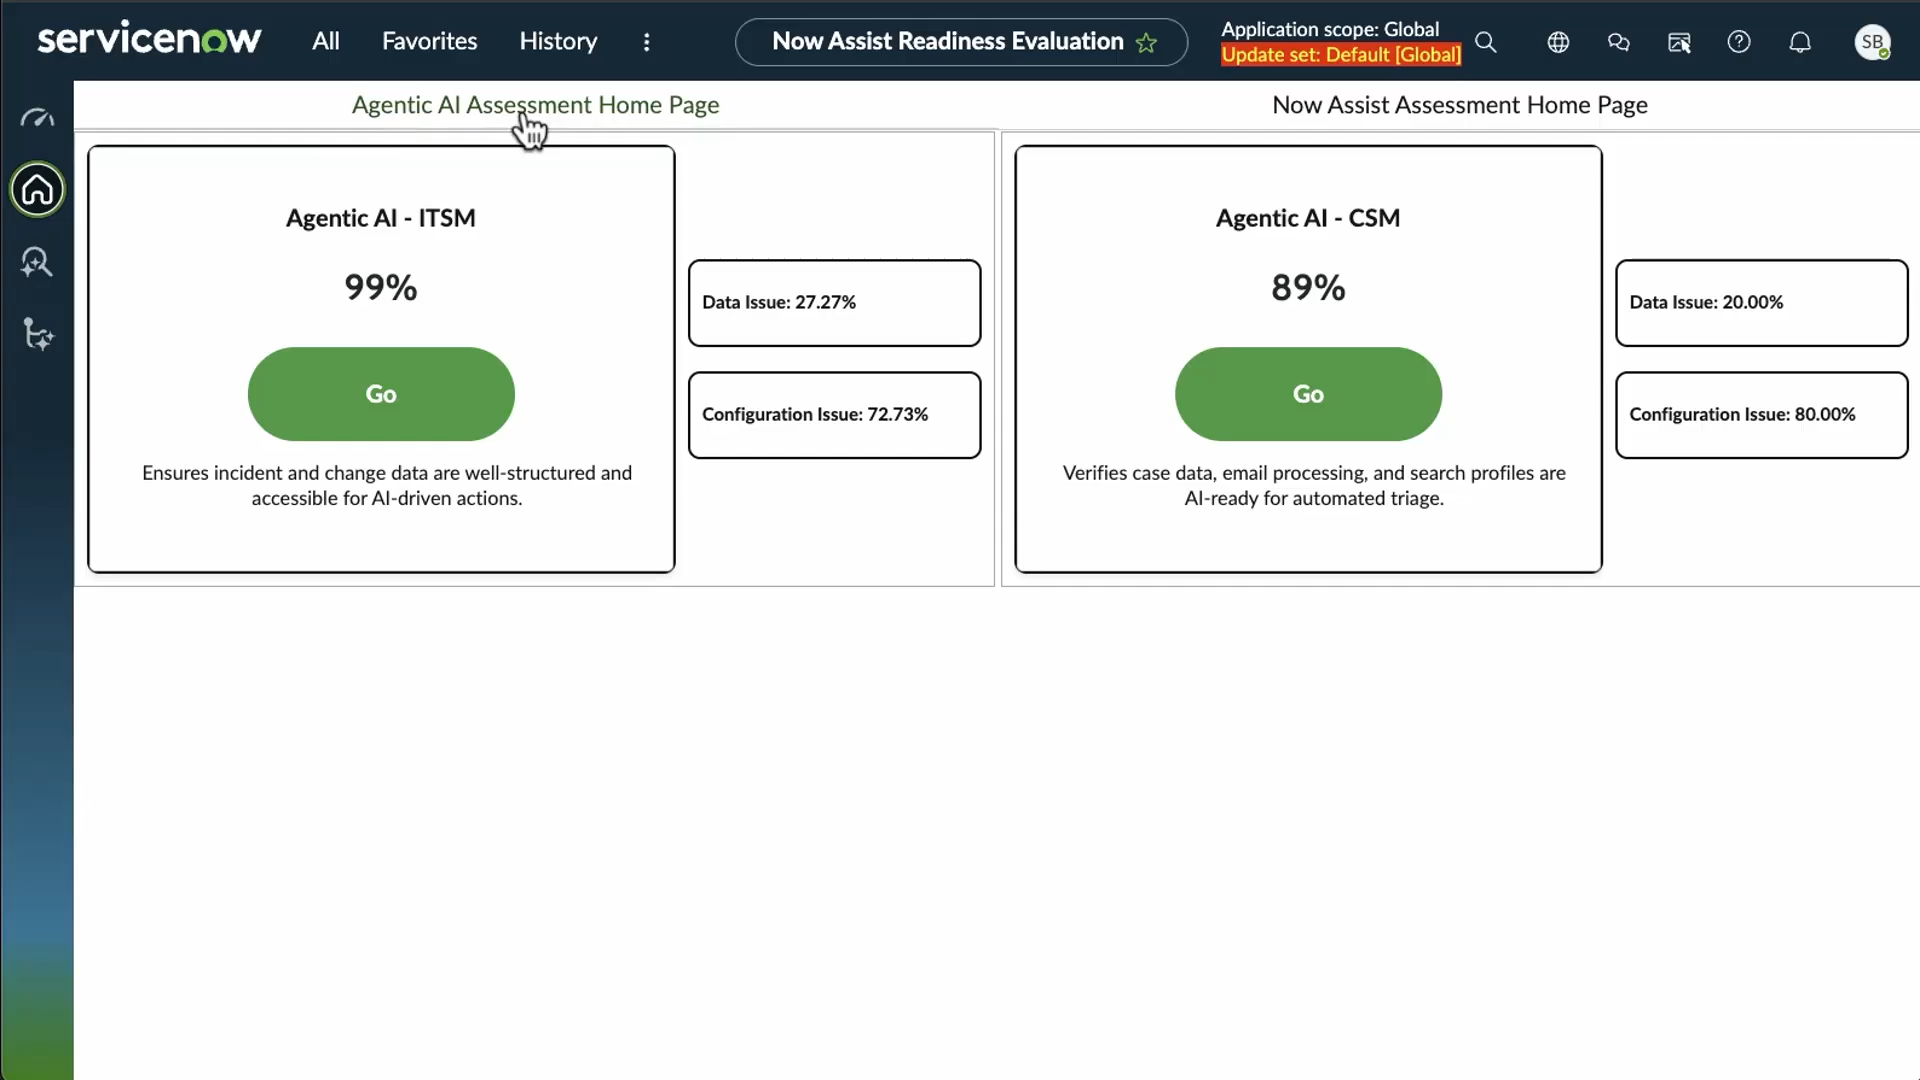 servicenow
All
Favorites
History
Now Assist Readiness Evaluation
Application scope: Global
Update set: Default [Global]
SB
Agentic AI Assessment Home Page
Now Assist Assessment Home Page
Agentic AI - ITSM
99%
Go
Ensures incident and change data are well-structured and
accessible for AI-driven actions.
Data Issue: 27.27%
Configuration Issue: 72.73%
Agentic AI - CSM
89%
Go
Verifies case data, email processing, and search profiles are
AI-ready for automated triage.
Data Issue: 20.00%
Configuration Issue: 80.00%